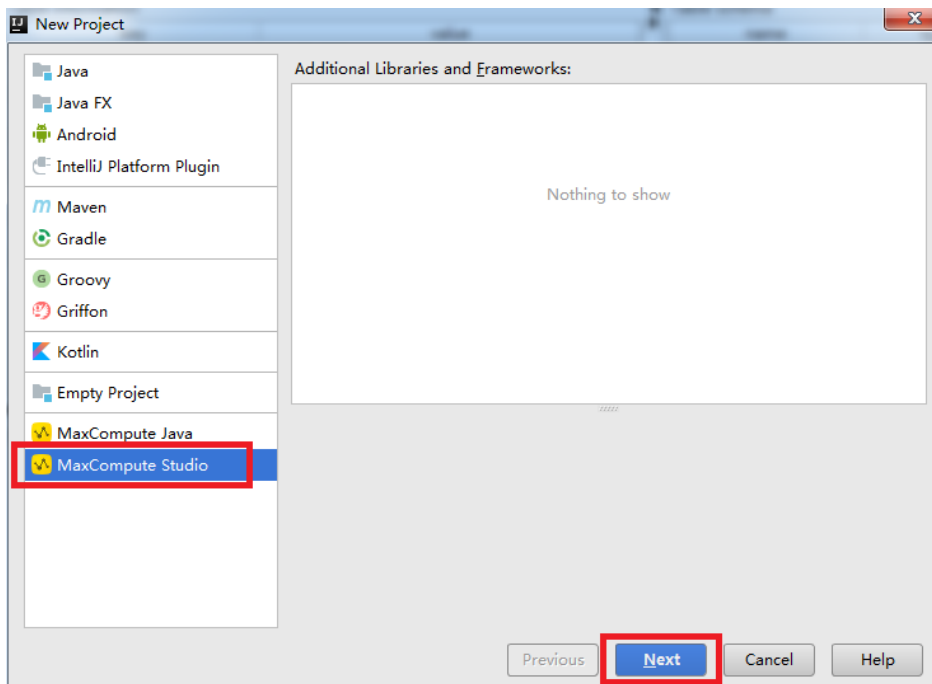 New Project
Java
Java FX
Android
IntelliJ Platform Plugin
Maven
Gradle
Groovy
Griffon
Kotlin
Empty Project
MaxCompute Java
MaxCompute Studio
Additional Libraries and Frameworks:
Nothing to show
Previous
Next
Cancel
Help